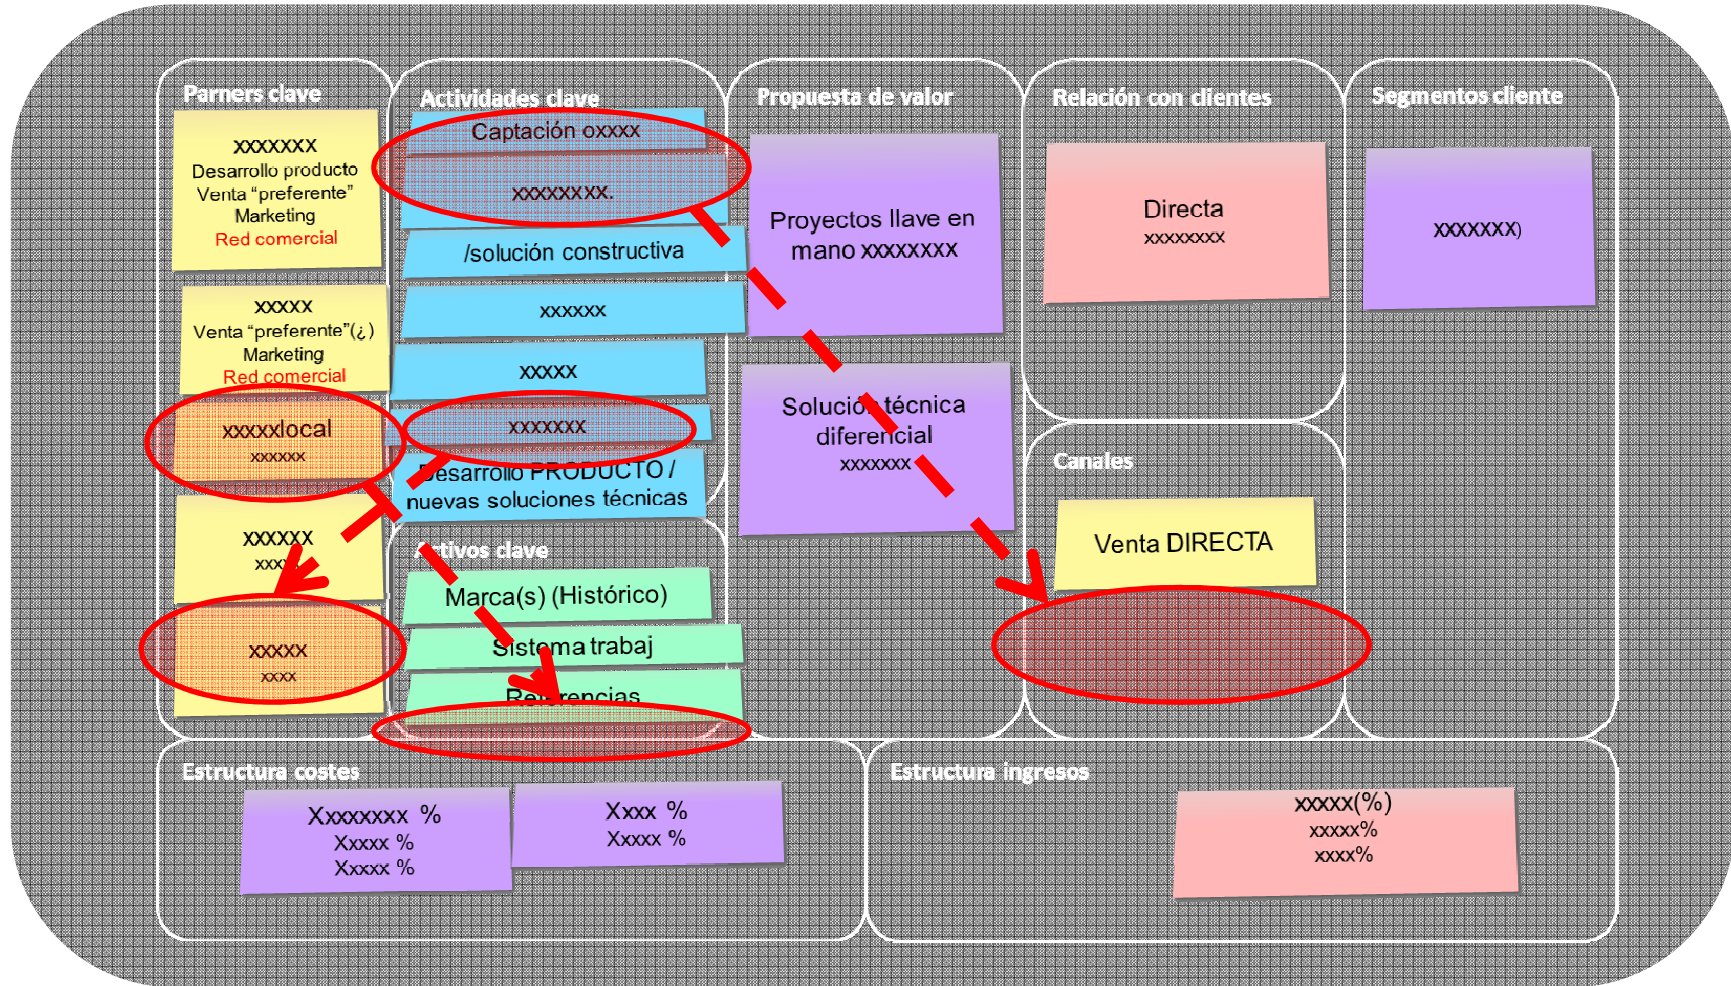 Parners clave
xxxxxxx
Desarrollo producto
Venta “preferente”
Marketing
Red comercial
xxxxx
Venta “preferente”(¿)
Marketing
Red comercial
xxxxxlocal
xxxxxx
xxxxxx
xxxx
xxxxx
xxxx
Actividades clave
Captación oxxxx
xxxxxxxx.
/solución constructiva
xxxxxx
xxxxx
xxxxxxx
Desarrollo PRODUCTO /
nuevas soluciones técnicas
Activos clave
Marca(s) (Histórico)
Sistema trabaj
Referencias
Propuesta de valor
Proyectos llave en
mano xxxxxxxx
Solución técnica
diferencial
xxxxxxx
Relación con clientes
Directa
xxxxxxxx
Canales
Venta DIRECTA
Segmentos cliente
xxxxxxx)
Estructura costes
Xxxxxxxx %
Xxxxx %
Xxxxx %
Xxxx %
Xxxxx %
Estructura ingresos
xxxxx(%)
xxxxx%
xxxx%